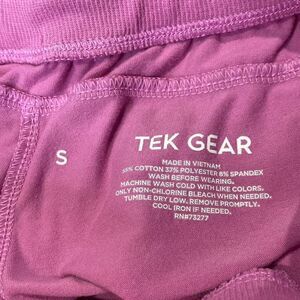 S
TEK GEAR
MADE IN VIETNAM
55% COTTON 37% POLYESTER 8% SPANDEX
WASH BEFORE WEARING.
MACHINE WASH COLD WITH LIKE COLORS.
ONLY NON-CHLORINE BLEACH WHEN NEEDED.
TUMBLE DRY LOW. REMOVE PROMPTLY.
COOL IRON IF NEEDED.
RN#73277